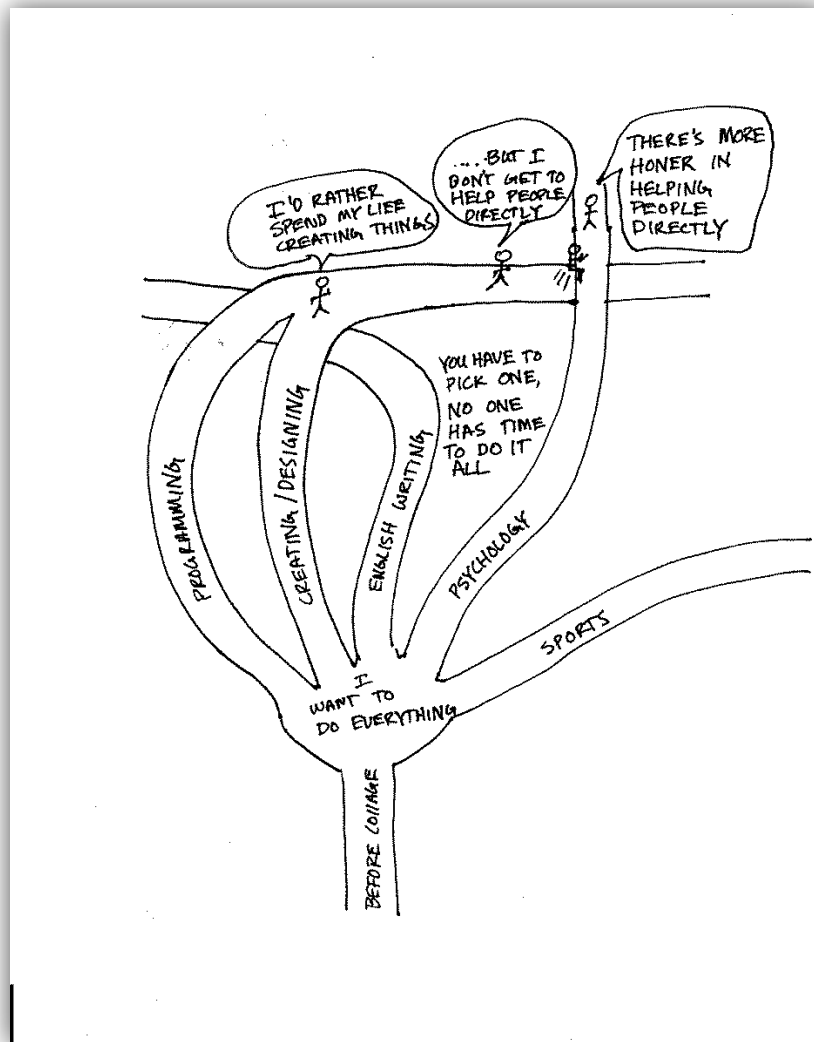 I'D RATHER
SPEND MY LIFE
CREATING THINGS
....BUT I
DON'T GET TO
HELP PEOPLE
DIRECTLY
THERE'S MORE
HONER IN
HELPING
PEOPLE
DIRECTLY
YOU HAVE TO
PICK ONE,
NO ONE
HAS TIME
TO DO IT
ALL
PROGRAMMING
CREATING/DESIGNING
ENGLISH WRITING
PSYCHOLOGY
SPORTS
I
WANT TO
DO EVERYTHING
BEFORE COLLAGE